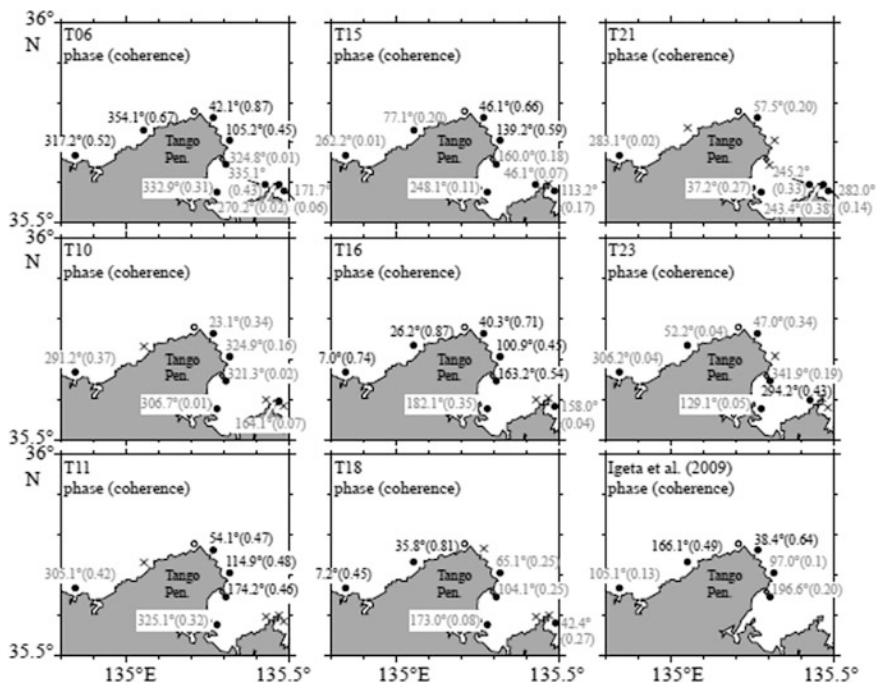 36°
N
T06
phase (coherence)
42.1°(0.87)
354.1°(0.67)
105.2°(0.45)
317.2°(0.52)
Tango
Pen.
324.8°(0.01)
335.1°
332.9°(0.31)
(0.43)
171.7°
270.2°(0.02)
(0.06)
35.5°
T15
phase (coherence)
46.1°(0.66)
77.1°(0.20)
139.2°(0.59)
262.2°(0.01)
Tango
Pen.
160.0°(0.18)
46.1°(0.07)
248.1°(0.11)
113.2°
(0.17)
T21
phase (coherence)
57.5°(0.20)
283.1°(0.02)
Tango
Pen.
245.2°
37.2°(0.27)
(0.33)
282.0°
243.4°(0.38)
(0.14)
36°
N
T10
phase (coherence)
23.1°(0.34)
324.9°(0.16)
291.2°(0.37)
Tango
Pen.
321.3°(0.02)
306.7°(0.01)
164.1°(0.07)
35.5°
T16
phase (coherence)
40.3°(0.71)
26.2°(0.87)
100.9°(0.45)
7.0°(0.74)
Tango
Pen.
163.2°(0.54)
182.1°(0.35)
158.0°
(0.04)
T23
phase (coherence)
47.0°(0.34)
52.2°(0.04)
306.2°(0.04)
Tango
Pen.
341.9°(0.19)
294.2°(0.43)
129.1°(0.05)
36°
N
T11
phase (coherence)
54.1°(0.47)
114.9°(0.48)
305.1°(0.42)
Tango
Pen.
174.2°(0.46)
325.1°(0.32)
35.5°
135°E
135.5°
T18
phase (coherence)
35.8°(0.81)
65.1°(0.25)
7.2°(0.45)
Tango
Pen.
104.1°(0.25)
173.0°(0.08)
42.4°
(0.27)
135°E
135.5°
Igeta et al. (2009)
phase (coherence)
38.4°(0.64)
166.1°(0.49)
97.0°(0.1)
105.1°(0.13)
Tango
Pen.
196.6°(0.20)
135°E
135.5°